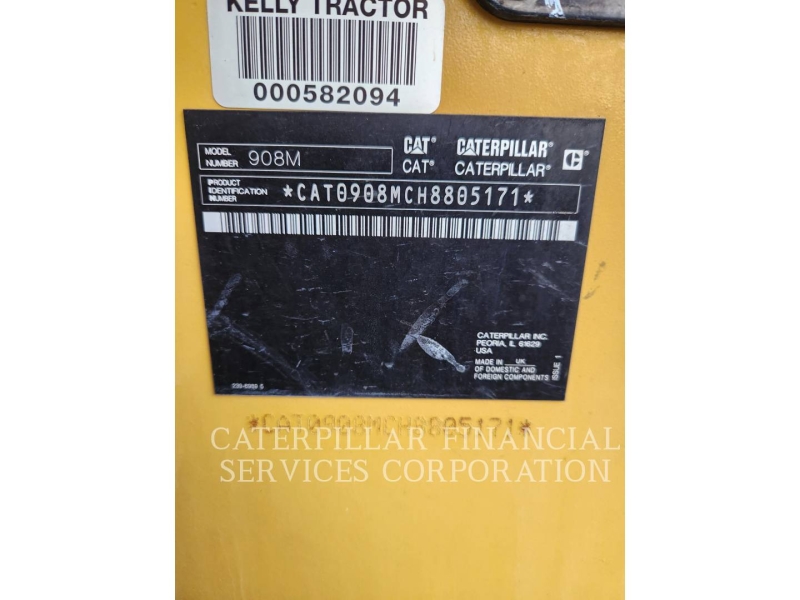 KELLY TRACTOR
000582094
MODEL NUMBER 908M
CAT CATERPILLAR
CAT® CATERPILLAR® C
PRODUCT IDENTIFICATION NUMBER *CAT0908MCH8805171*
CATERPILLAR INC.
PEORIA, IL 61629
USA
MADE IN UK
OF DOMESTIC AND
FOREIGN COMPONENTS
ISSUE 1
*CAT0908MCH8805171*
CATERPILLAR FINANCIAL
SERVICES CORPORATION